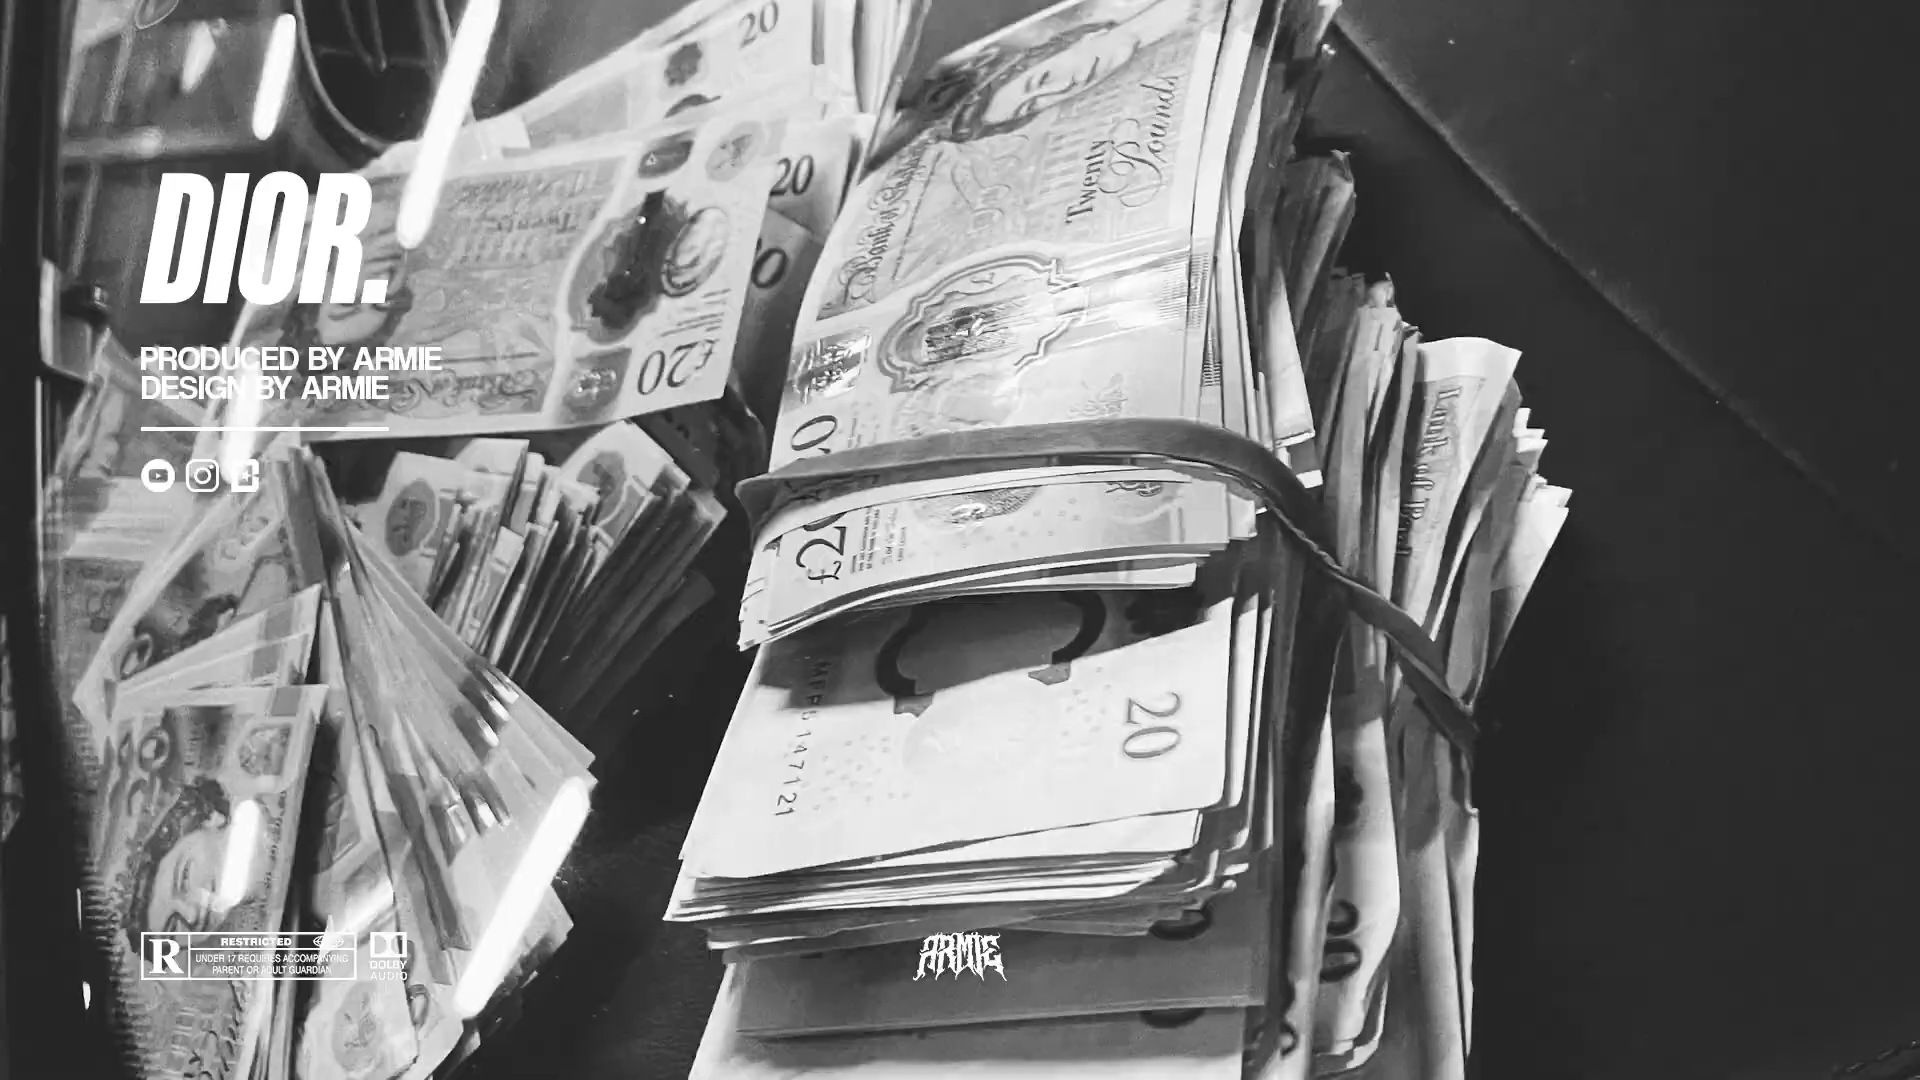 DIOR.
PRODUCED BY ARMIE
DESIGN BY ARMIE
R
RESTRICTED
UNDER 17 REQUIRES ACCOMPANYING
PARENT OR ADULT GUARDIAN
DOLBY
AUDIO
ARMIE
20
20
Twenty
Pounds
£20
£20
20